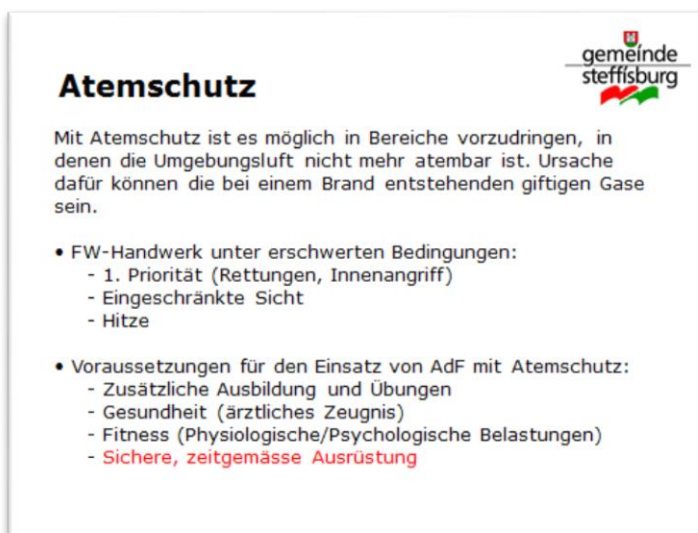 gemeinde
steffisburg
Atemschutz
Mit Atemschutz ist es möglich in Bereiche vorzudringen, in
denen die Umgebungsluft nicht mehr atembar ist. Ursache
dafür können die bei einem Brand entstehenden giftigen Gase
sein.
• FW-Handwerk unter erschwerten Bedingungen:
- 1. Priorität (Rettungen, Innenangriff)
- Eingeschränkte Sicht
- Hitze
• Voraussetzungen für den Einsatz von AdF mit Atemschutz:
- Zusätzliche Ausbildung und Übungen
- Gesundheit (ärztliches Zeugnis)
- Fitness (Physiologische/Psychologische Belastungen)
- Sichere, zeitgemässe Ausrüstung